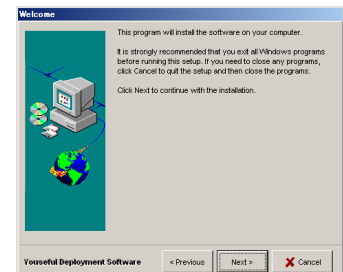 Welcome
This program will install the software on your computer.
It is strongly recommended that you exit all Windows programs
before running this setup. If you need to close any programs,
click Cancel to quit the setup and then close the programs.
Click Next to continue with the installation.
Youseful Deployment Software
< Previous
Next >
Cancel